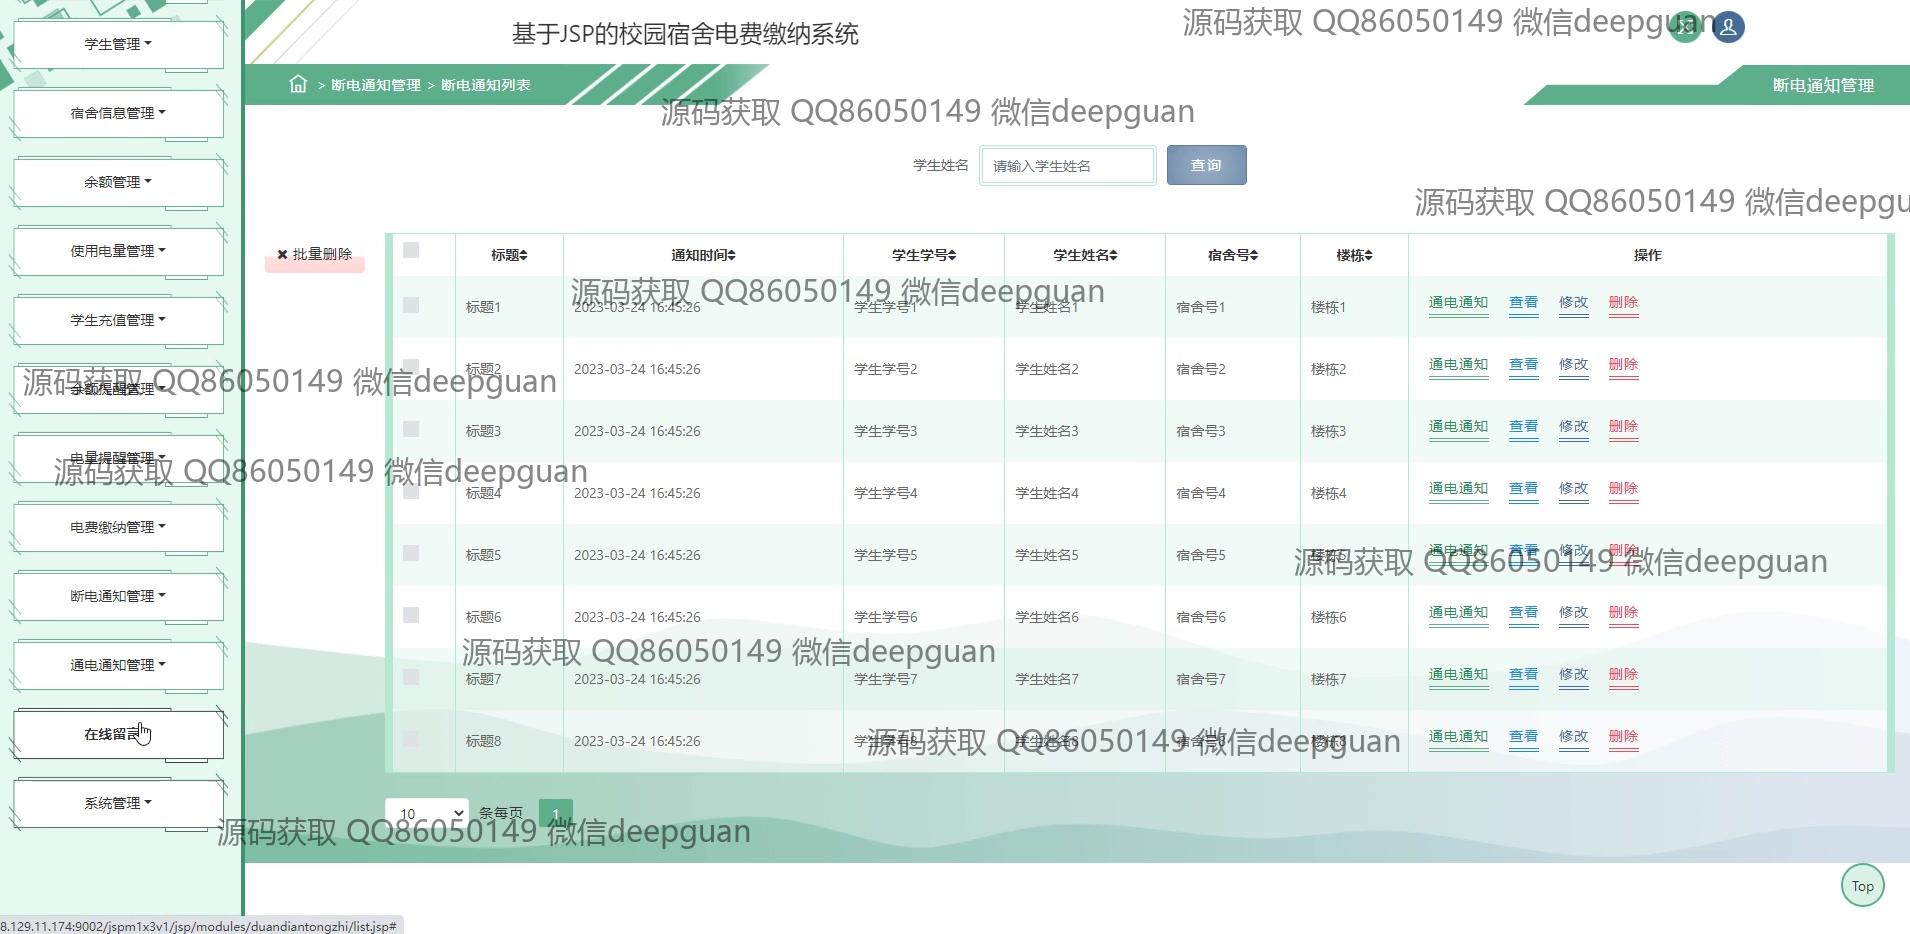 基于JSP的校园宿舍电费缴纳系统
源码获取 QQ86050149 微信deepguan
> 断电通知管理 > 断电通知列表
断电通知管理
源码获取 QQ86050149 微信deepguan
学生姓名 请输入学生姓名 查询
源码获取 QQ86050149 微信deepgu
学生管理
宿舍信息管理
余额管理
使用电量管理
学生充值管理
余额提醒管理
电量提醒管理
电费缴纳管理
断电通知管理
通电通知管理
在线留言
系统管理
✖ 批量删除
标题 通知时间 学生学号 学生姓名 宿舍号 楼栋 操作
源码获取 QQ86050149 微信deepguan
标题1 2023-03-24 16:45:26 学生学号1 学生姓名1 宿舍号1 楼栋1 通电通知 查看 修改 删除
标题2 2023-03-24 16:45:26 学生学号2 学生姓名2 宿舍号2 楼栋2 通电通知 查看 修改 删除
源码获取 QQ86050149 微信deepguan
标题3 2023-03-24 16:45:26 学生学号3 学生姓名3 宿舍号3 楼栋3 通电通知 查看 修改 删除
源码获取 QQ86050149 微信deepguan
标题4 2023-03-24 16:45:26 学生学号4 学生姓名4 宿舍号4 楼栋4 通电通知 查看 修改 删除
标题5 2023-03-24 16:45:26 学生学号5 学生姓名5 宿舍号5 楼栋5 通电通知 查看 修改 删除
源码获取 QQ86050149 微信deepguan
标题6 2023-03-24 16:45:26 学生学号6 学生姓名6 宿舍号6 楼栋6 通电通知 查看 修改 删除
源码获取 QQ86050149 微信deepguan
标题7 2023-03-24 16:45:26 学生学号7 学生姓名7 宿舍号7 楼栋7 通电通知 查看 修改 删除
标题8 2023-03-24 16:45:26 学生学号8 学生姓名8 宿舍号8 楼栋8 通电通知 查看 修改 删除
源码获取 QQ86050149 微信deepguan
10 条每页 1
源码获取 QQ86050149 微信deepguan
Top
8.129.11.174:9002/jspm1x3v1/jsp/modules/duandiantongzhi/list.jsp#